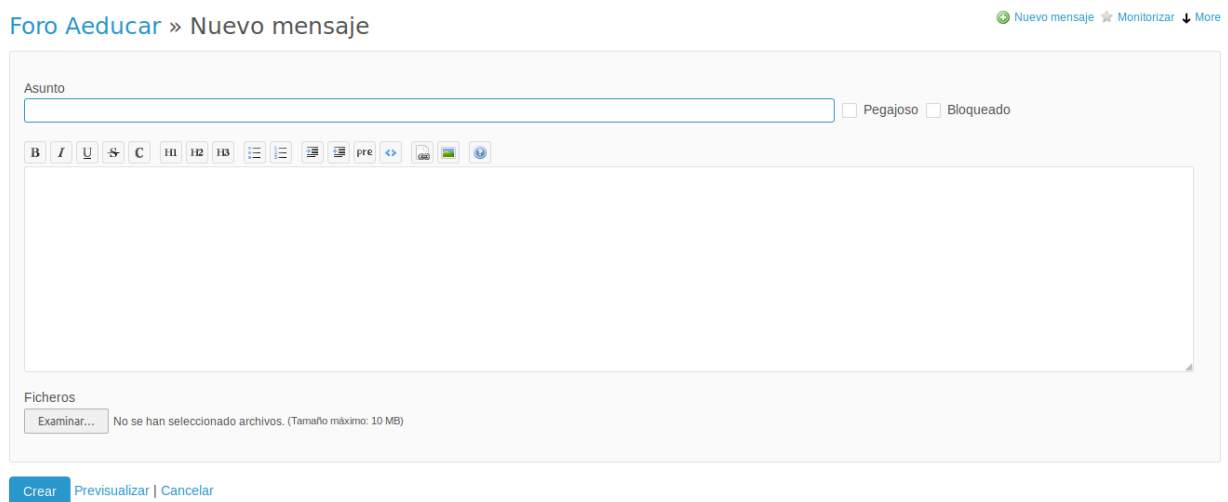 Foro Aeducar » Nuevo mensaje
Nuevo mensaje Monitorizar More
Asunto
Pegajoso Bloqueado
B I U S C H1 H2 H3 pre <>
Ficheros
Examinar... No se han seleccionado archivos. (Tamaño máximo: 10 MB)
Crear Previsualizar | Cancelar